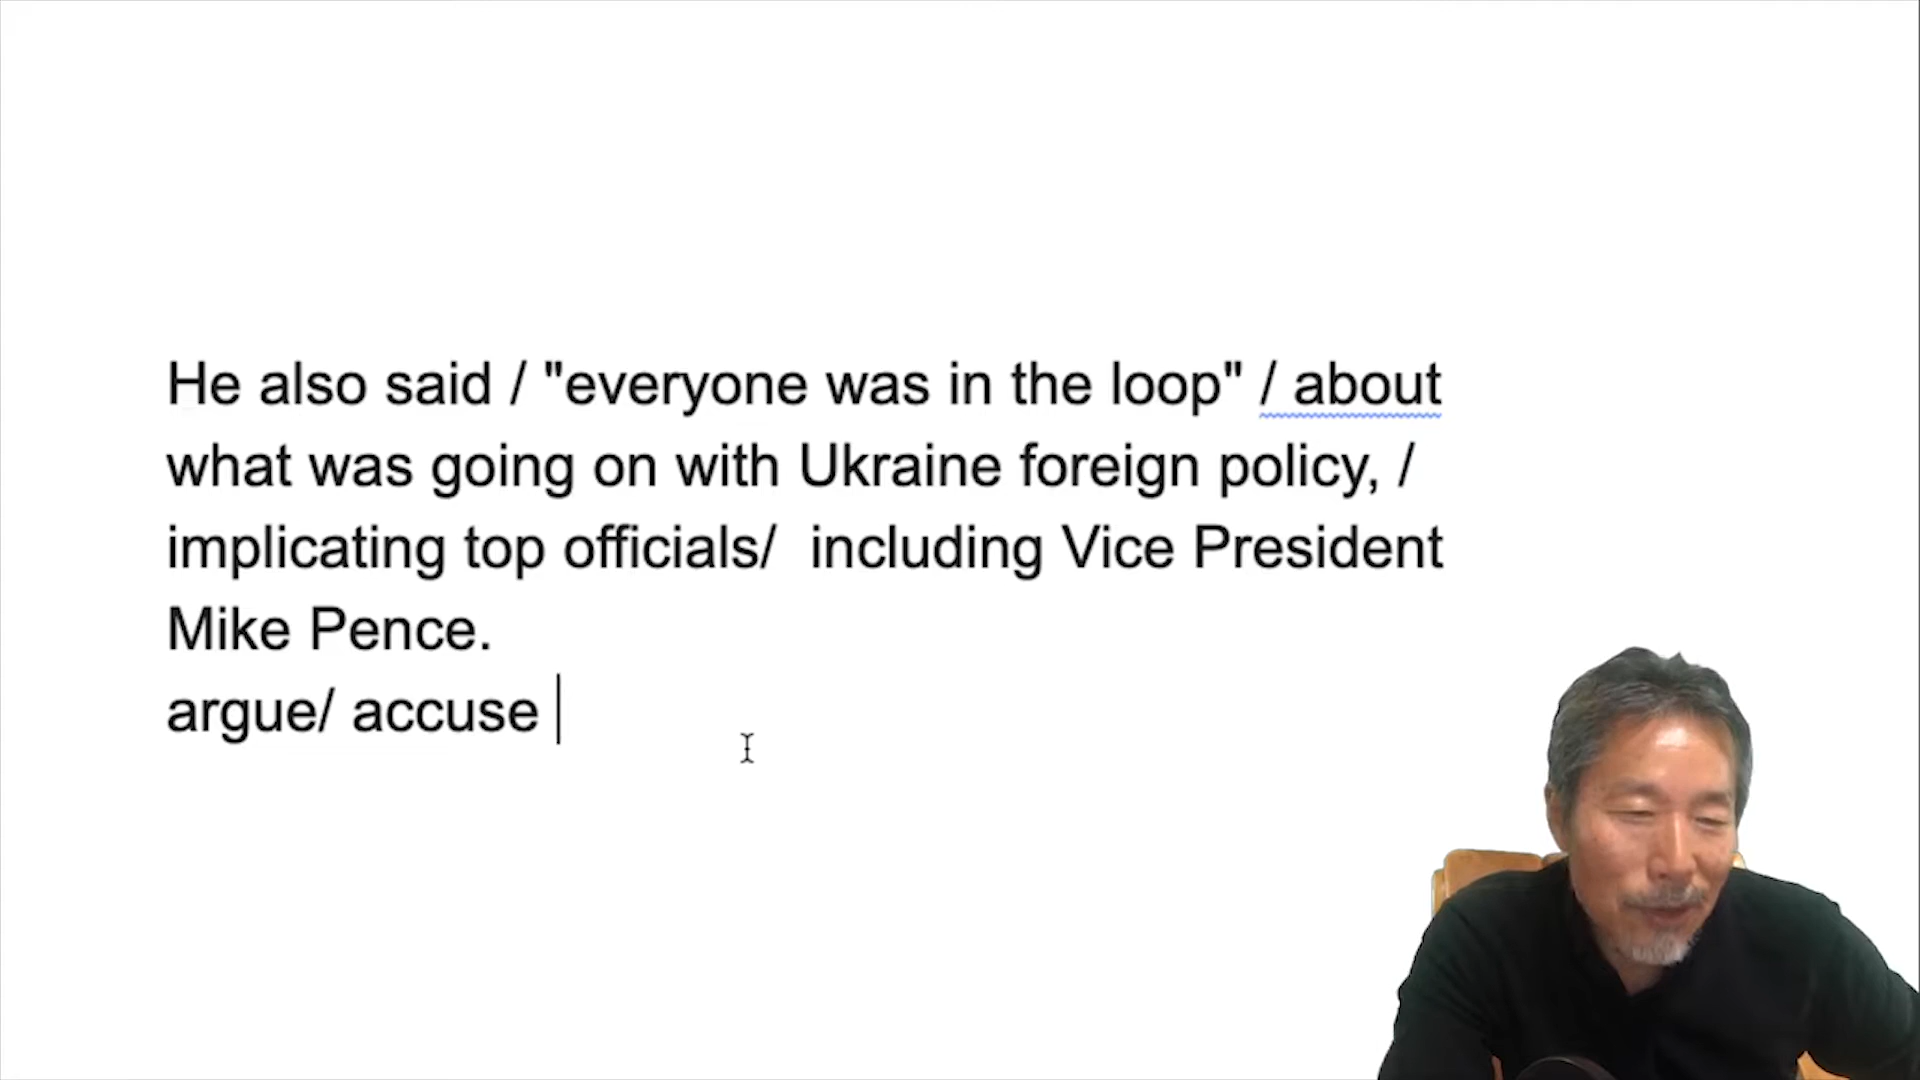 He also said / "everyone was in the loop" / about
what was going on with Ukraine foreign policy, /
implicating top officials/  including Vice President
Mike Pence.
argue/ accuse